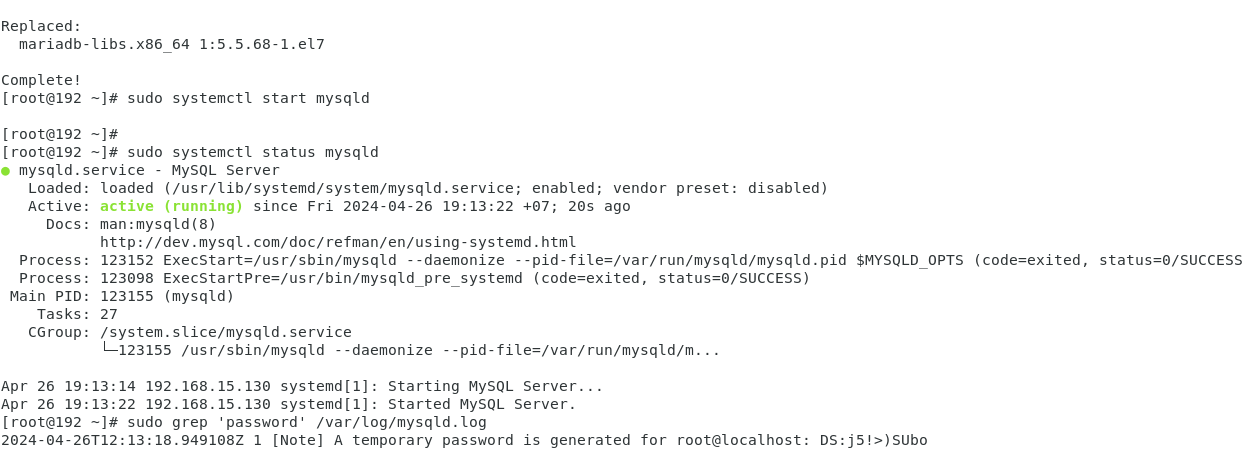 Replaced:
  mariadb-libs.x86_64 1:5.5.68-1.el7

Complete!
[root@192 ~]# sudo systemctl start mysqld

[root@192 ~]#
[root@192 ~]# sudo systemctl status mysqld
● mysqld.service - MySQL Server
   Loaded: loaded (/usr/lib/systemd/system/mysqld.service; enabled; vendor preset: disabled)
   Active: active (running) since Fri 2024-04-26 19:13:22 +07; 20s ago
     Docs: man:mysqld(8)
           http://dev.mysql.com/doc/refman/en/using-systemd.html
  Process: 123152 ExecStart=/usr/sbin/mysqld --daemonize --pid-file=/var/run/mysqld/mysqld.pid $MYSQLD_OPTS (code=exited, status=0/SUCCESS
  Process: 123098 ExecStartPre=/usr/bin/mysqld_pre_systemd (code=exited, status=0/SUCCESS)
 Main PID: 123155 (mysqld)
    Tasks: 27
   CGroup: /system.slice/mysqld.service
           └─123155 /usr/sbin/mysqld --daemonize --pid-file=/var/run/mysqld/m...

Apr 26 19:13:14 192.168.15.130 systemd[1]: Starting MySQL Server...
Apr 26 19:13:22 192.168.15.130 systemd[1]: Started MySQL Server.
[root@192 ~]# sudo grep 'password' /var/log/mysqld.log
2024-04-26T12:13:18.949108Z 1 [Note] A temporary password is generated for root@localhost: DS:j5!>)SUbo